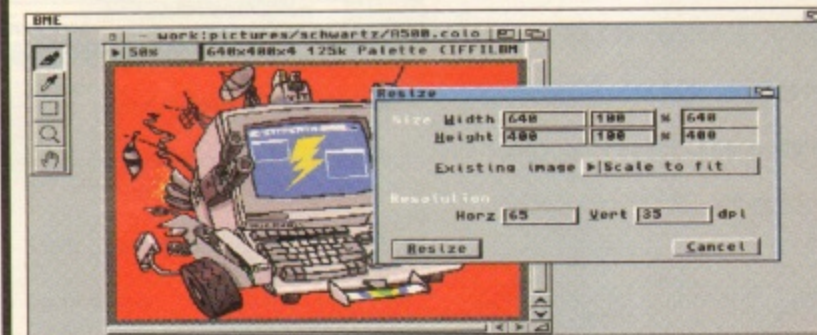 BME
- work:pictures/schwartz/A500.colo
50%
640x400x4 125k Palette (IFFILBM
Resize
Size Width 640 100 % 640
Height 400 100 % 400
Existing image Scale to fit
Resolution
Horz 65 Vert 35 dpi
Resize Cancel